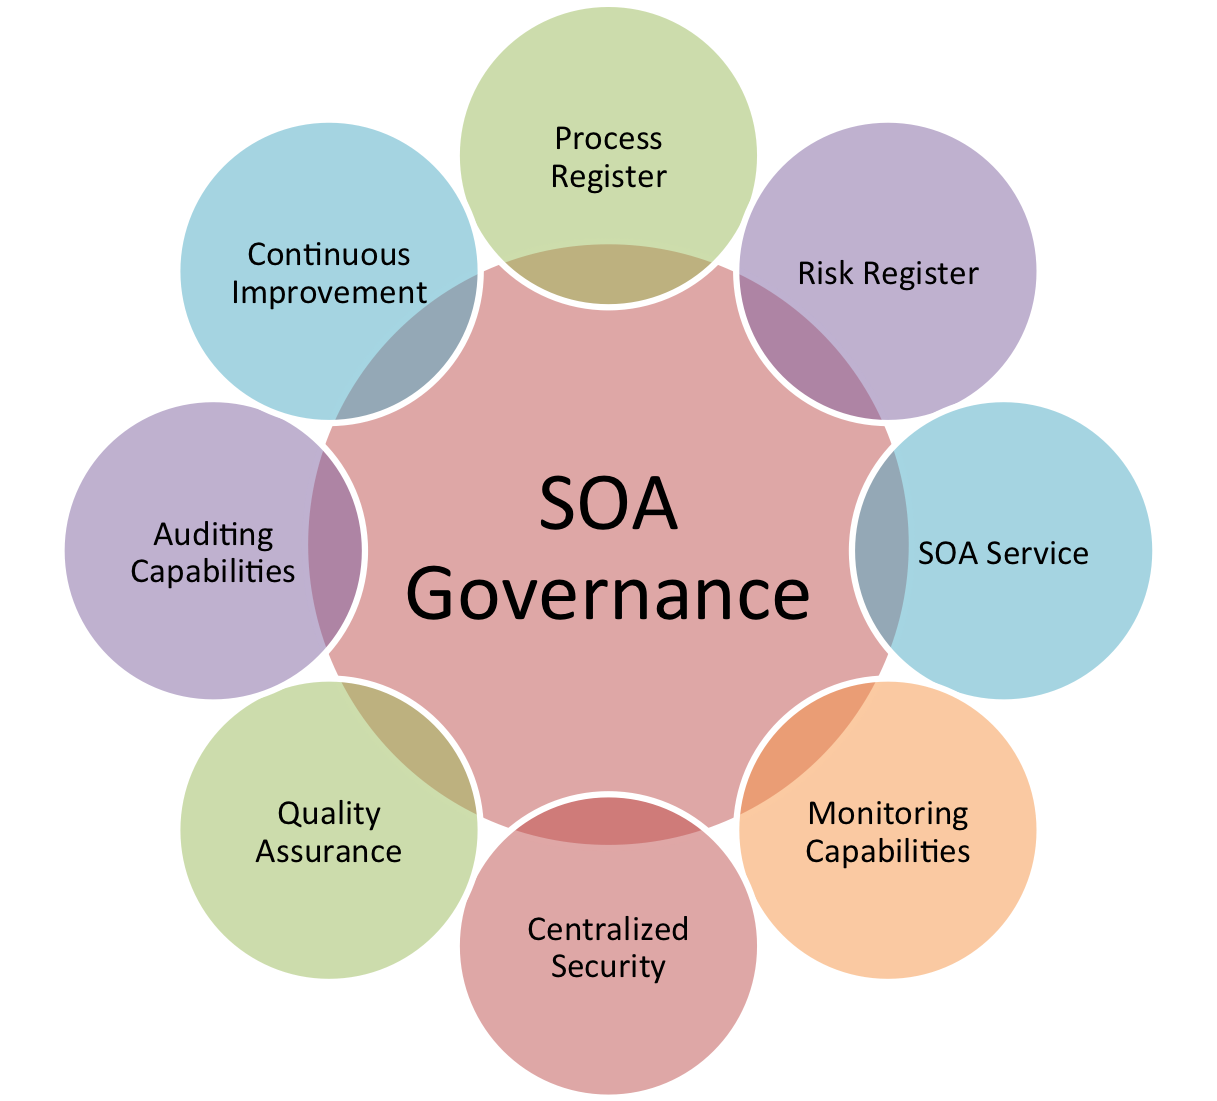 Process
Register
Risk Register
SOA Service
Monitoring
Capabilities
Centralized
Security
Quality
Assurance
Auditing
Capabilities
Continuous
Improvement
SOA
Governance